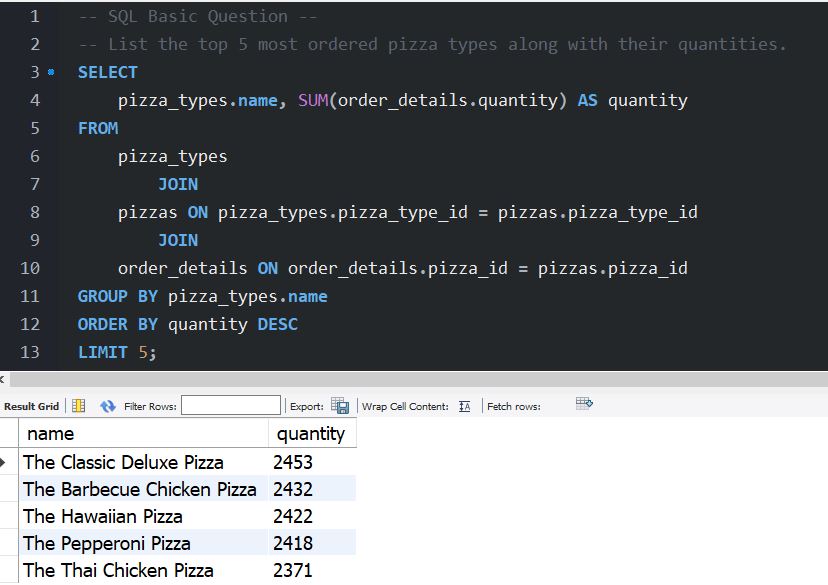 1 -- SQL Basic Question --
2 -- List the top 5 most ordered pizza types along with their quantities.
3 SELECT
4 pizza_types.name, SUM(order_details.quantity) AS quantity
5 FROM
6 pizza_types
7 JOIN
8 pizzas ON pizza_types.pizza_type_id = pizzas.pizza_type_id
9 JOIN
10 order_details ON order_details.pizza_id = pizzas.pizza_id
11 GROUP BY pizza_types.name
12 ORDER BY quantity DESC
13 LIMIT 5;
Result Grid Filter Rows: Export: Wrap Cell Content: Fetch rows:
name quantity
The Classic Deluxe Pizza 2453
The Barbecue Chicken Pizza 2432
The Hawaiian Pizza 2422
The Pepperoni Pizza 2418
The Thai Chicken Pizza 2371